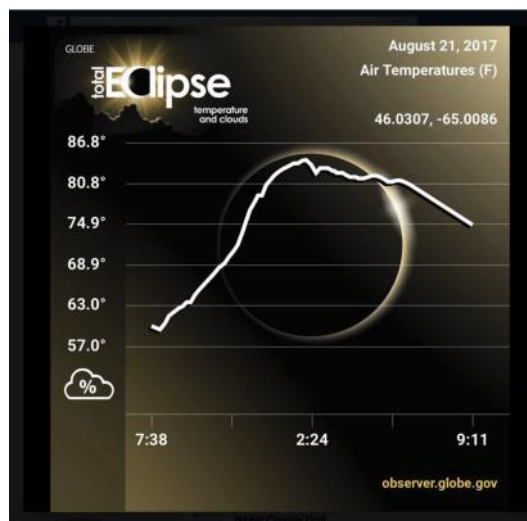 GLOBE
total Eclipse
temperature
and clouds
August 21, 2017
Air Temperatures (F)
46.0307, -65.0086
86.8°
80.8°
74.9°
68.9°
63.0°
57.0°
%
7:38
2:24
9:11
observer.globe.gov